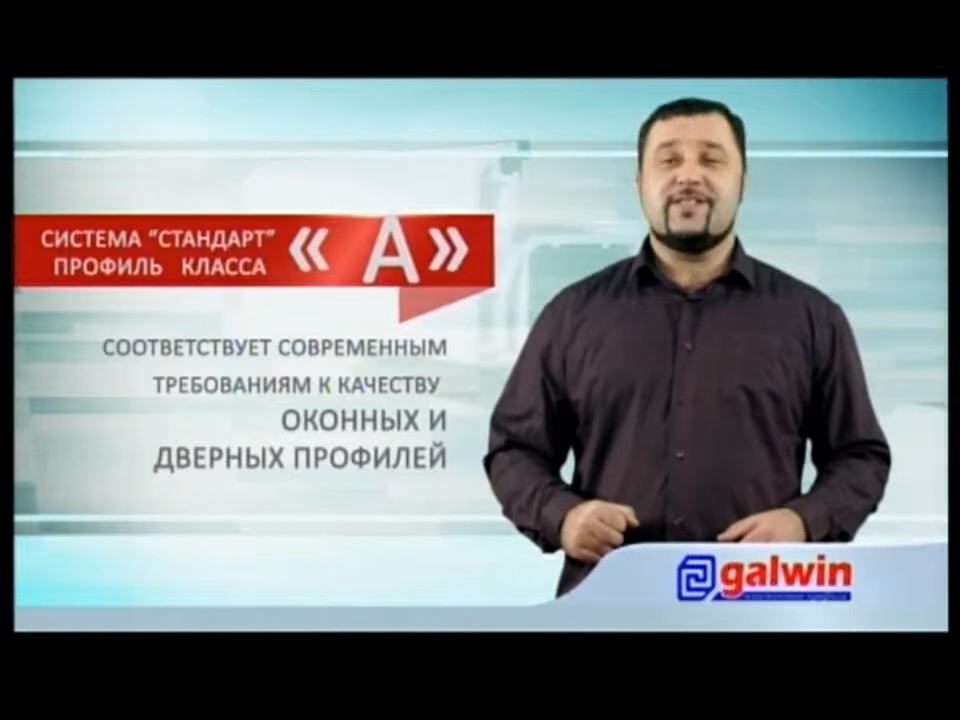 СИСТЕМА “СТАНДАРТ”
ПРОФИЛЬ КЛАССА
« А »
СООТВЕТСТВУЕТ СОВРЕМЕННЫМ
ТРЕБОВАНИЯМ К КАЧЕСТВУ
ОКОННЫХ И
ДВЕРНЫХ ПРОФИЛЕЙ
galwin